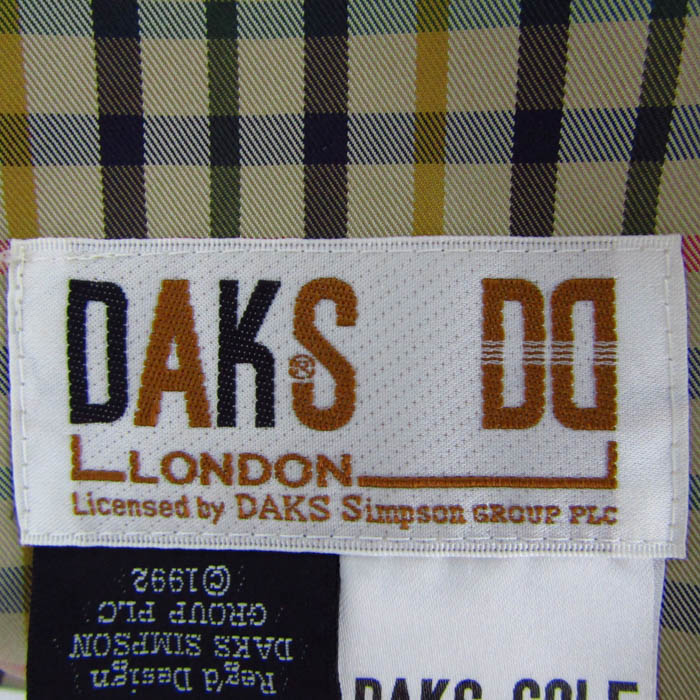 DAKS DD
LONDON
Licensed by DAKS Simpson GROUP PLC
Reg'd Design
DAKS SIMPSON
GROUP PLC
©1992
DAKS GOLF